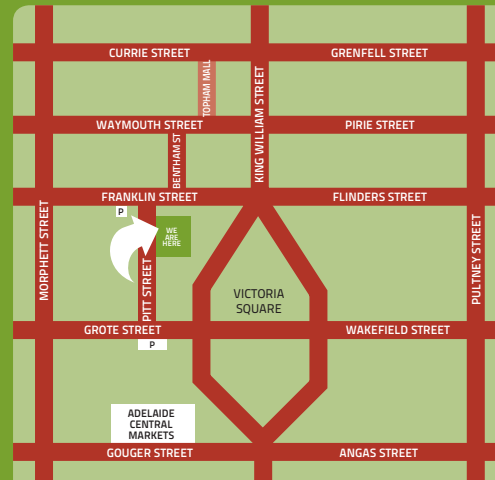 CURRIE STREET
GRENFELL STREET
TOPHAM MALL
KING WILLIAM STREET
WAYMOUTH STREET
PIRIE STREET
BENTHAM ST
FRANKLIN STREET
FLINDERS STREET
P
MORPHETT STREET
PULTNEY STREET
WE
ARE
HERE
PITT STREET
VICTORIA
SQUARE
GROTE STREET
WAKEFIELD STREET
P
ADELAIDE
CENTRAL
MARKETS
GOUGER STREET
ANGAS STREET